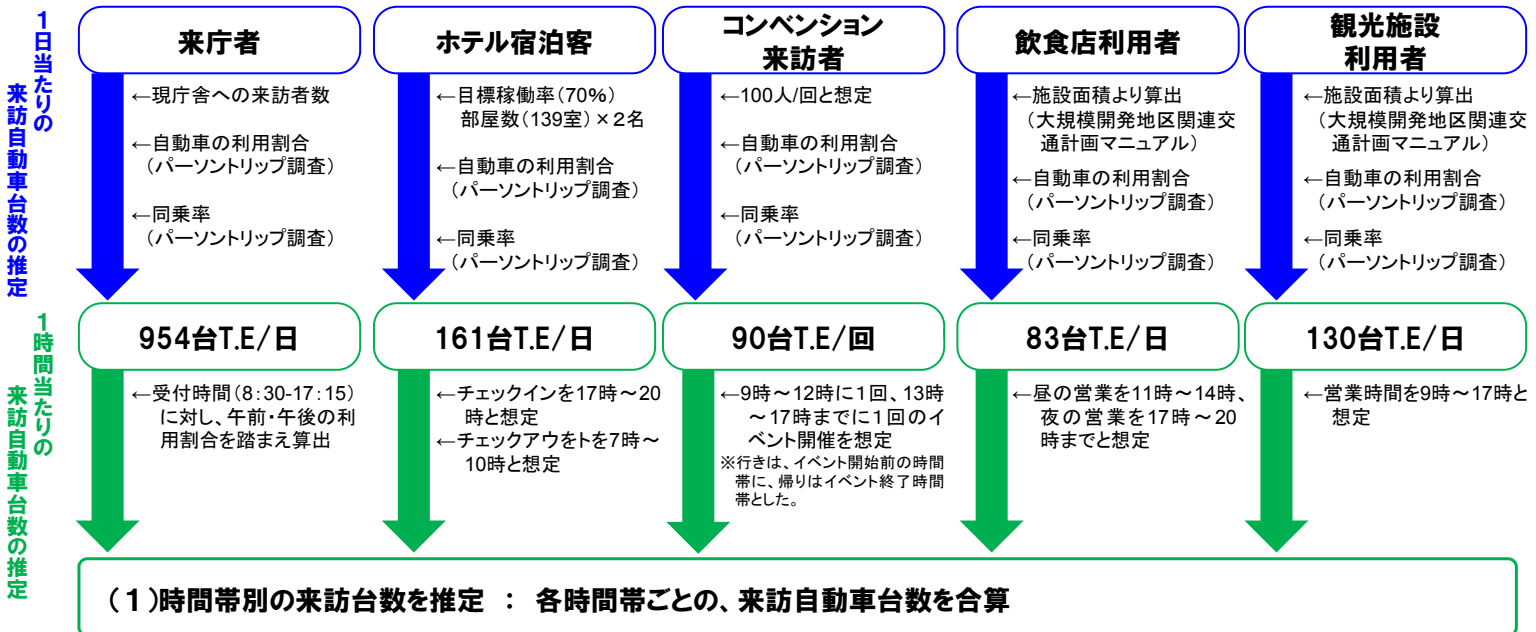 1日当たりの
来訪自動車台数の推定
来庁者
←現庁舎への来訪者数
←自動車の利用割合
(パーソントリップ調査)
←同乗率
(パーソントリップ調査)
ホテル宿泊客
←目標稼働率(70%)
部屋数(139室)×2名
←自動車の利用割合
(パーソントリップ調査)
←同乗率
(パーソントリップ調査)
コンベンション
来訪者
←100人/回と想定
←自動車の利用割合
(パーソントリップ調査)
←同乗率
(パーソントリップ調査)
飲食店利用者
←施設面積より算出
(大規模開発地区関連交
通計画マニュアル)
←自動車の利用割合
(パーソントリップ調査)
←同乗率
(パーソントリップ調査)
観光施設
利用者
←施設面積より算出
(大規模開発地区関連交
通計画マニュアル)
←自動車の利用割合
(パーソントリップ調査)
←同乗率
(パーソントリップ調査)
1時間当たりの
来訪自動車台数の推定
954台T.E/日
←受付時間(8:30-17:15)
に対し、午前・午後の利
用割合を踏まえ算出
161台T.E/日
←チェックインを17時~20
時と想定
←チェックアウをトを7時~
10時と想定
90台T.E/回
←9時~12時に1回、13時
~17時までに1回のイ
ベント開催を想定
※行きは、イベント開始前の時間
帯に、帰りはイベント終了時間
帯とした。
83台T.E/日
←昼の営業を11時~14時、
夜の営業を17時~20
時までと想定
130台T.E/日
←営業時間を9時~17時と
想定
(1)時間帯別の来訪台数を推定 : 各時間帯ごとの、来訪自動車台数を合算